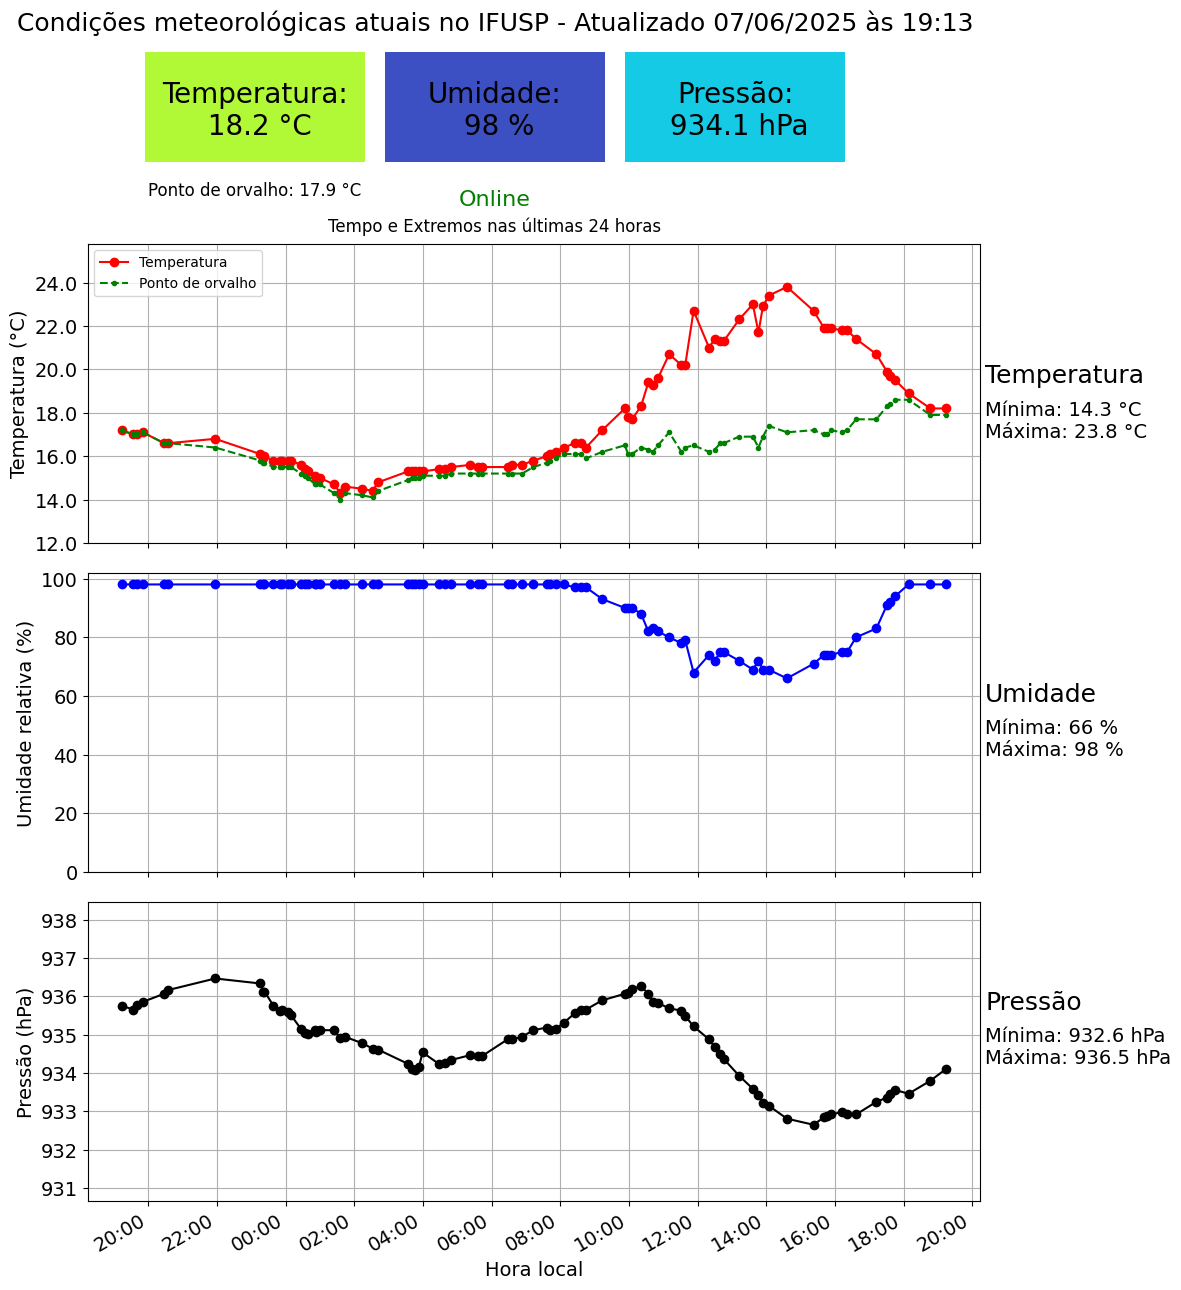 Condições meteorológicas atuais no IFUSP - Atualizado 07/06/2025 às 19:13
Temperatura:
18.2 °C
Umidade:
98 %
Pressão:
934.1 hPa
Ponto de orvalho: 17.9 °C
Online
Tempo e Extremos nas últimas 24 horas
Temperatura (°C)
24.0
22.0
20.0
18.0
16.0
14.0
12.0
Temperatura
Ponto de orvalho
Temperatura
Mínima: 14.3 °C
Máxima: 23.8 °C
Umidade relativa (%)
100
80
60
40
20
0
Umidade
Mínima: 66 %
Máxima: 98 %
Pressão (hPa)
938
937
936
935
934
933
932
931
Pressão
Mínima: 932.6 hPa
Máxima: 936.5 hPa
20:00
22:00
00:00
02:00
04:00
06:00
08:00
10:00
12:00
14:00
16:00
18:00
20:00
Hora local